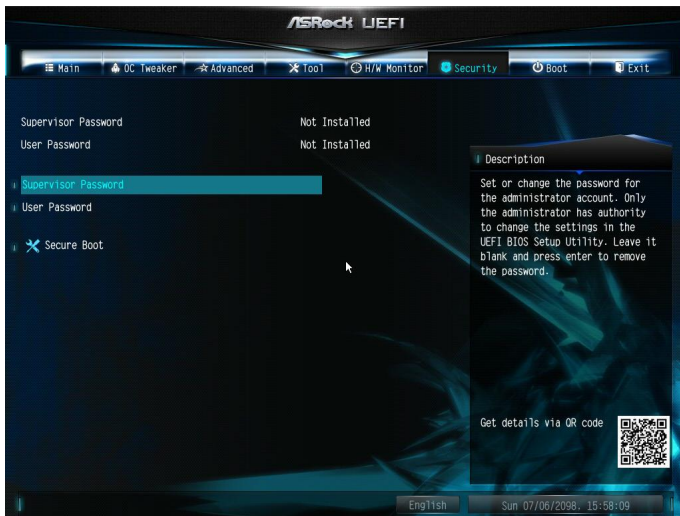 ASRock UEFI
Main OC Tweaker Advanced Tool H/W Monitor Security Boot Exit
Supervisor Password Not Installed
User Password Not Installed
Supervisor Password
User Password
Secure Boot
Description
Set or change the password for
the administrator account. Only
the administrator has authority
to change the settings in the
UEFI BIOS Setup Utility. Leave it
blank and press enter to remove
the password.
Get details via QR code
English
Sun 07/06/2098. 15:58:09